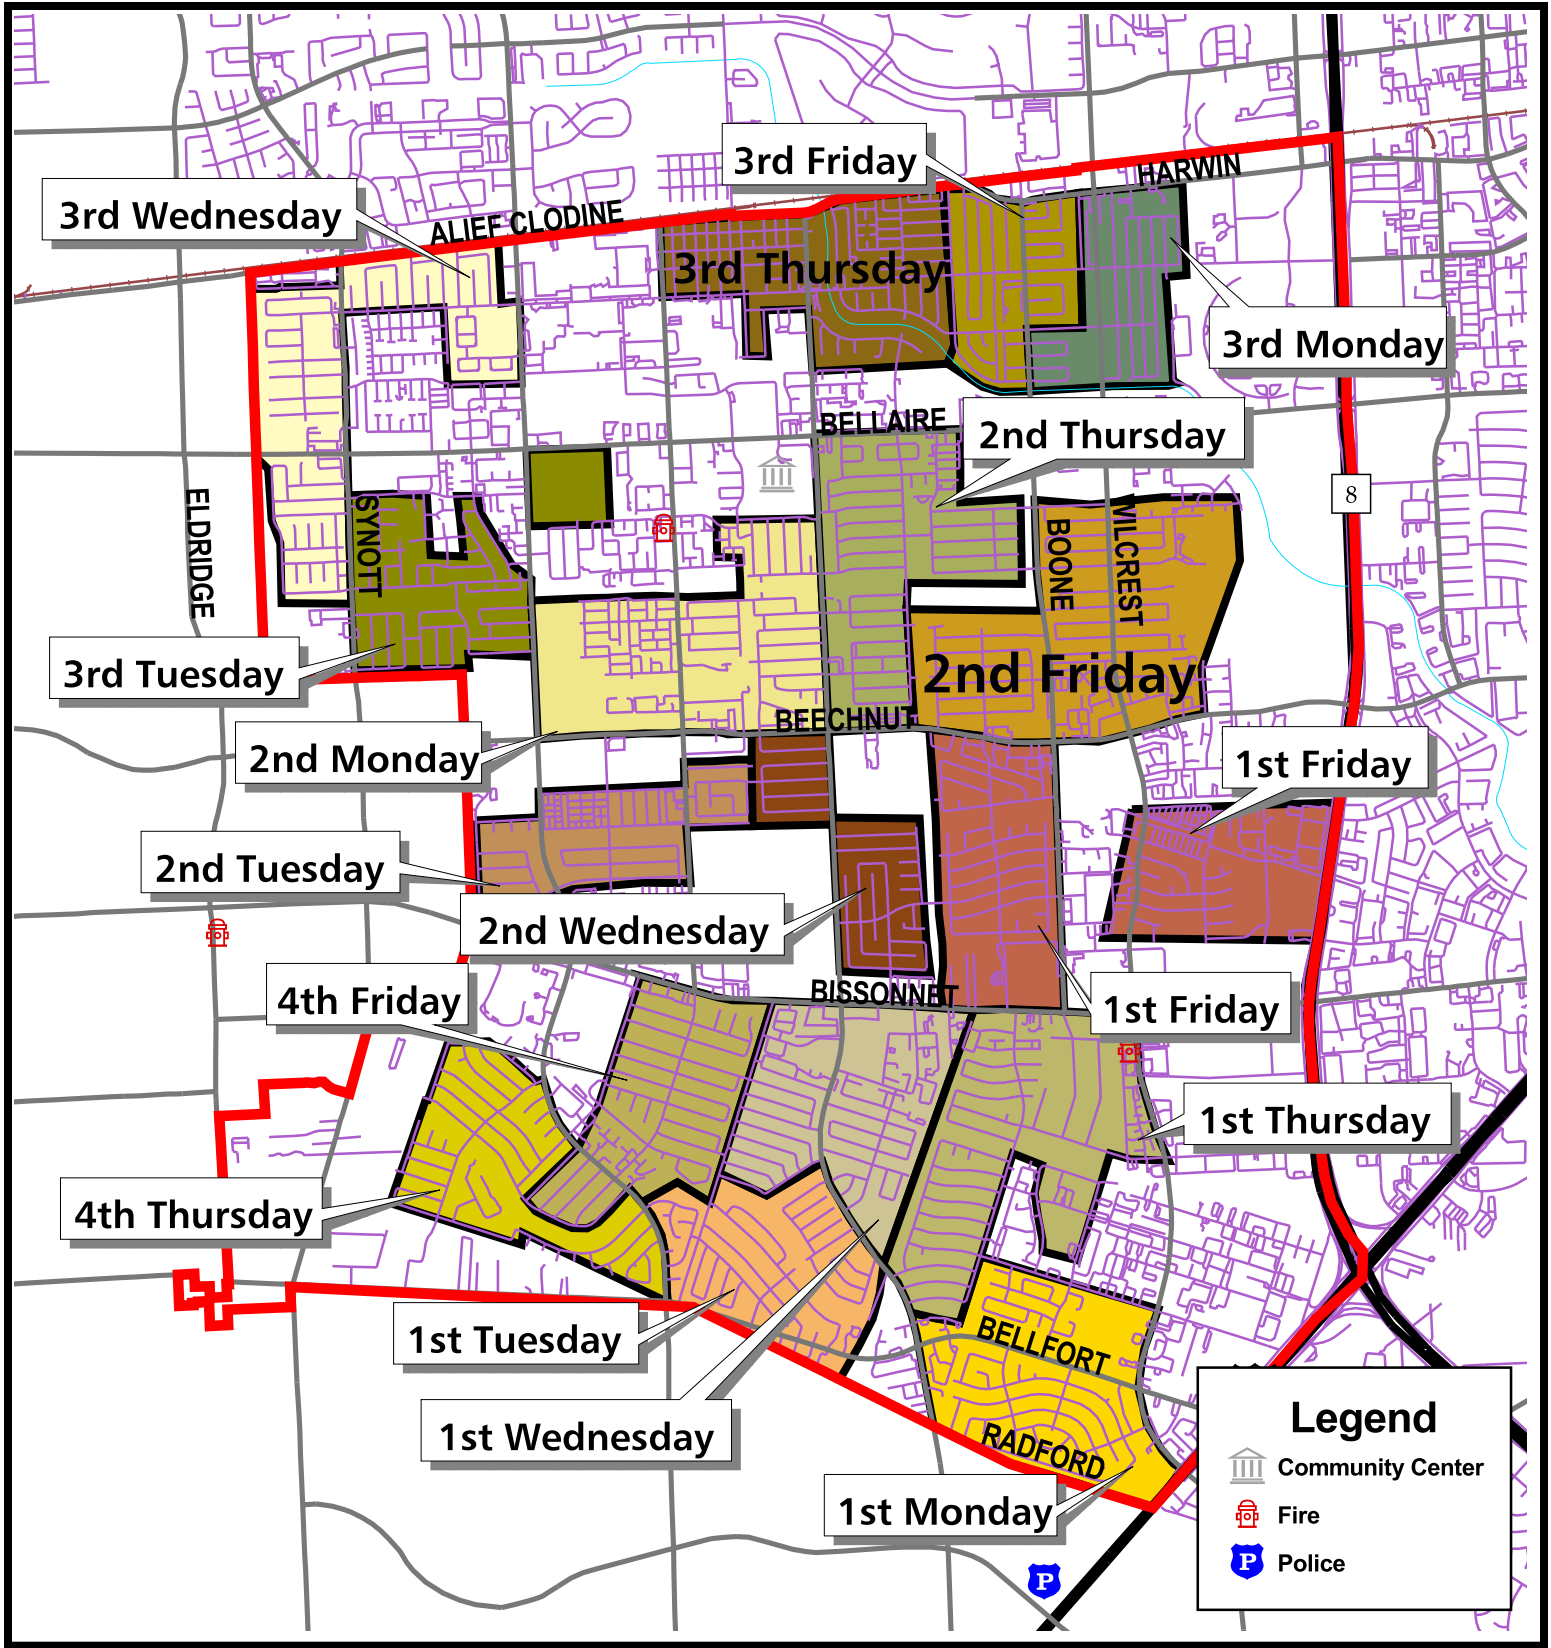 3rd Friday
HARWIN
3rd Wednesday
ALIEF CLODINE
3rd Thursday
3rd Monday
BELLAIRE
2nd Thursday
8
ELDRIDGE
SYNOTT
BOONE
WILCREST
3rd Tuesday
2nd Friday
BEECHNUT
2nd Monday
1st Friday
2nd Tuesday
2nd Wednesday
4th Friday
BISSONNET
1st Friday
1st Thursday
4th Thursday
1st Tuesday
BELLFORT
1st Wednesday
RADFORD
1st Monday
Legend
Community Center
Fire
P Police
P